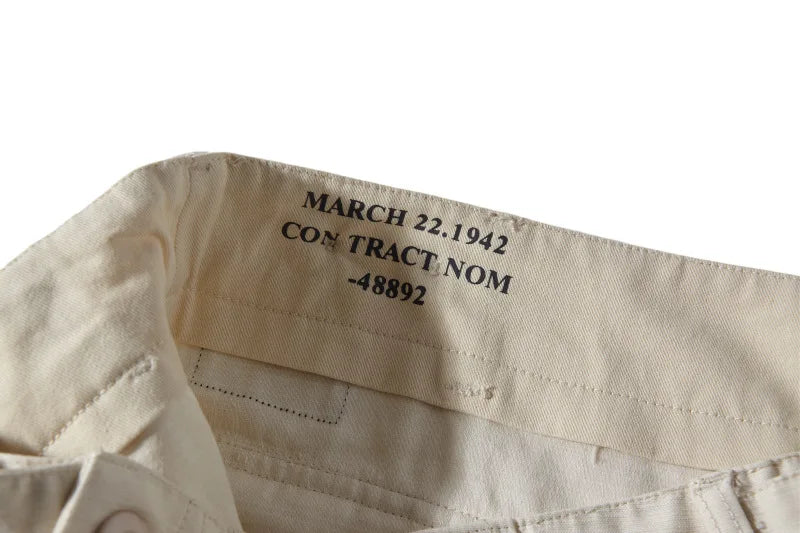 MARCH 22.1942
CON TRACT NOM
-48892